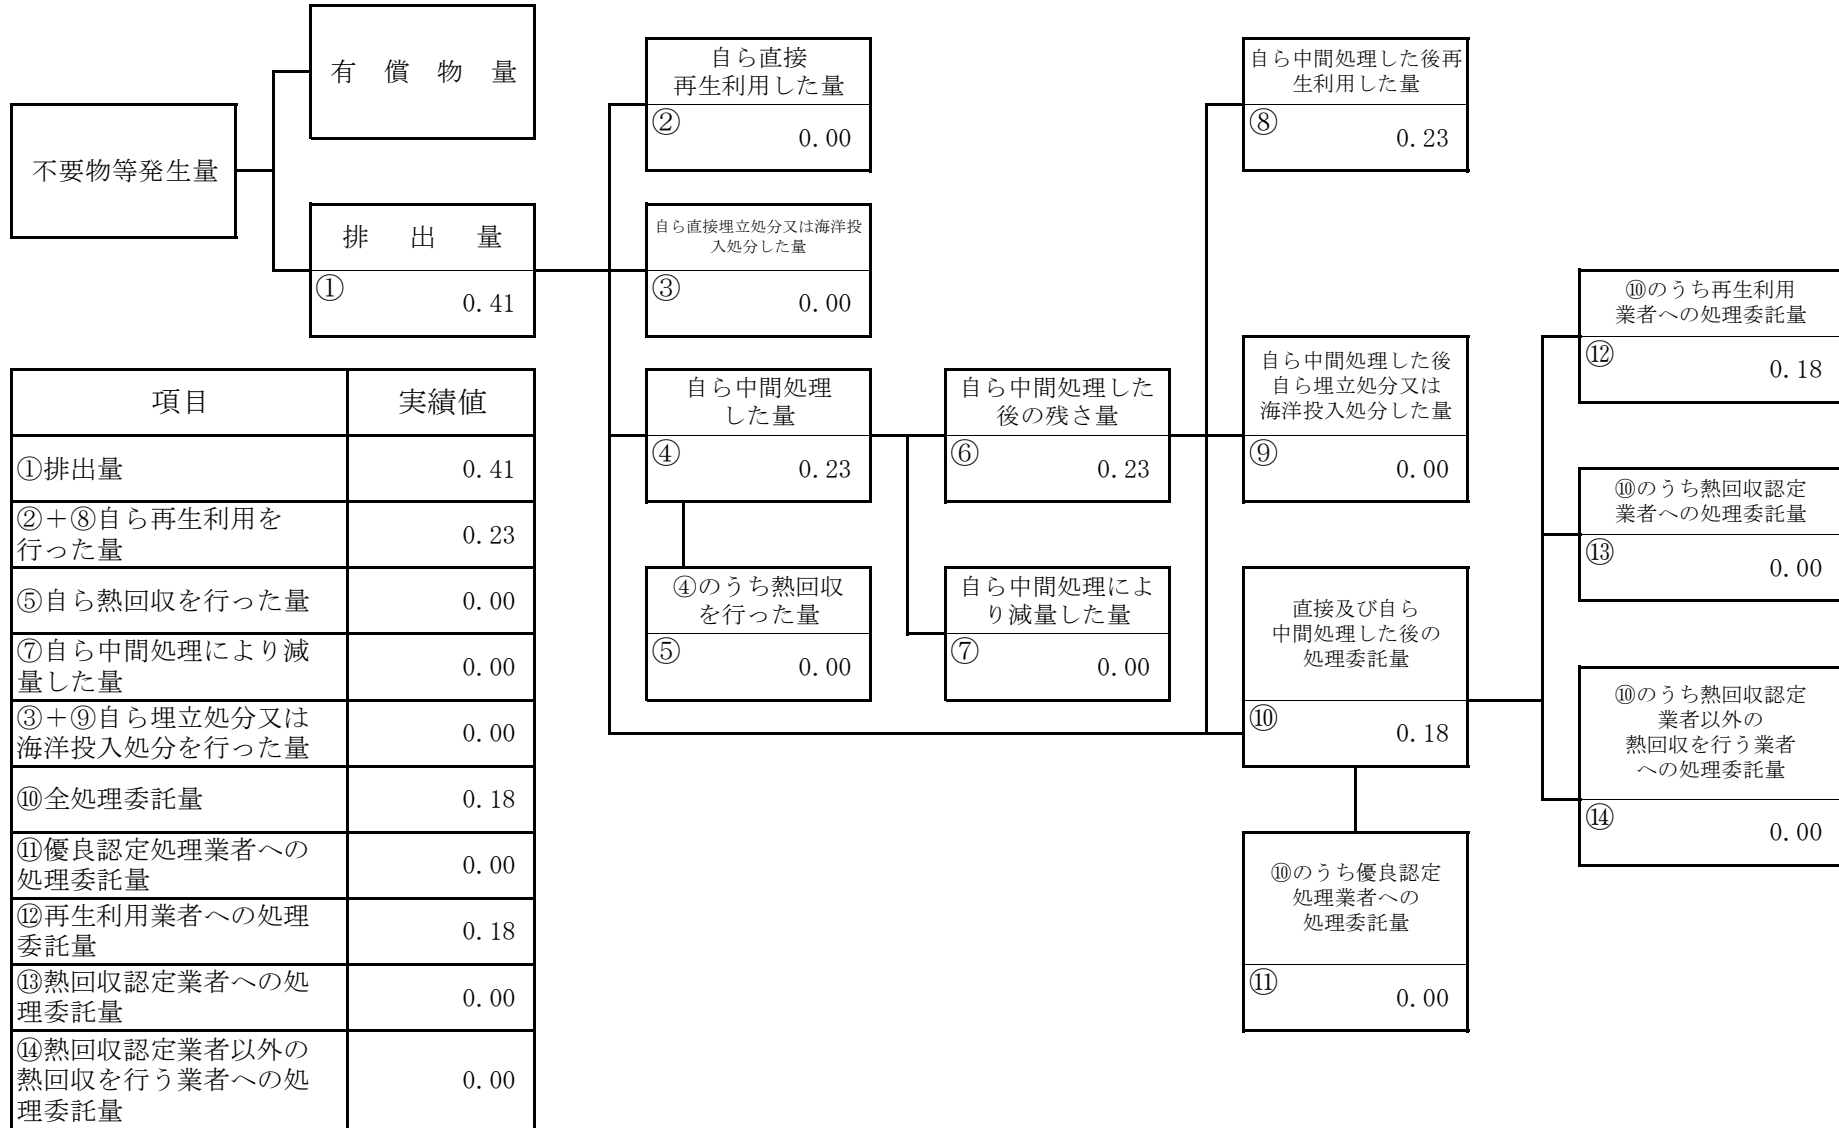 有 償 物 量
不要物等発生量
排 出 量
①
0.41
自ら直接
再生利用した量
②
0.00
自ら直接埋立処分又は海洋投
入処分した量
③
0.00
自ら中間処理
した量
④
0.23
④のうち熱回収
を行った量
⑤
0.00
自ら中間処理した
後の残さ量
⑥
0.23
自ら中間処理によ
り減量した量
⑦
0.00
自ら中間処理した後再
生利用した量
⑧
0.23
自ら中間処理した後
自ら埋立処分又は
海洋投入処分した量
⑨
0.00
直接及び自ら
中間処理した後の
処理委託量
⑩
0.18
⑩のうち優良認定
処理業者への
処理委託量
⑪
0.00
⑩のうち再生利用
業者への処理委託量
⑫
0.18
⑩のうち熱回収認定
業者への処理委託量
⑬
0.00
⑩のうち熱回収認定
業者以外の
熱回収を行う業者
への処理委託量
⑭
0.00
項目 実績値
①排出量 0.41
②＋⑧自ら再生利用を
行った量 0.23
⑤自ら熱回収を行った量 0.00
⑦自ら中間処理により減
量した量 0.00
③＋⑨自ら埋立処分又は
海洋投入処分を行った量 0.00
⑩全処理委託量 0.18
⑪優良認定処理業者への
処理委託量 0.00
⑫再生利用業者への処理
委託量 0.18
⑬熱回収認定業者への処
理委託量 0.00
⑭熱回収認定業者以外の
熱回収を行う業者への処 0.00
理委託量